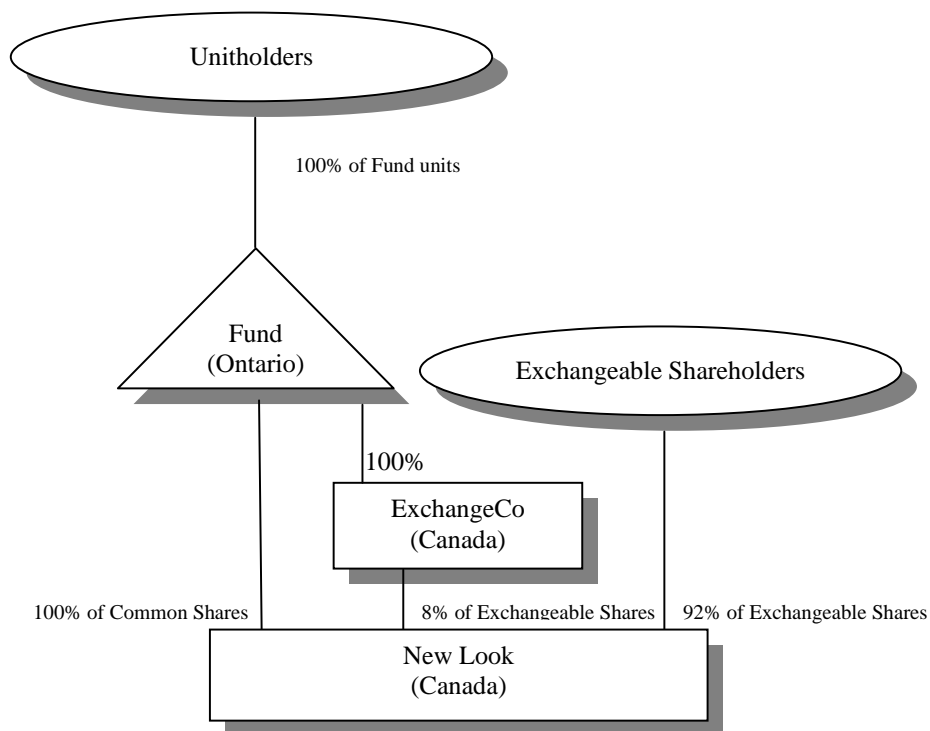 Unitholders
100% of Fund units
Fund
(Ontario)
Exchangeable Shareholders
100%
ExchangeCo
(Canada)
100% of Common Shares
8% of Exchangeable Shares
92% of Exchangeable Shares
New Look
(Canada)